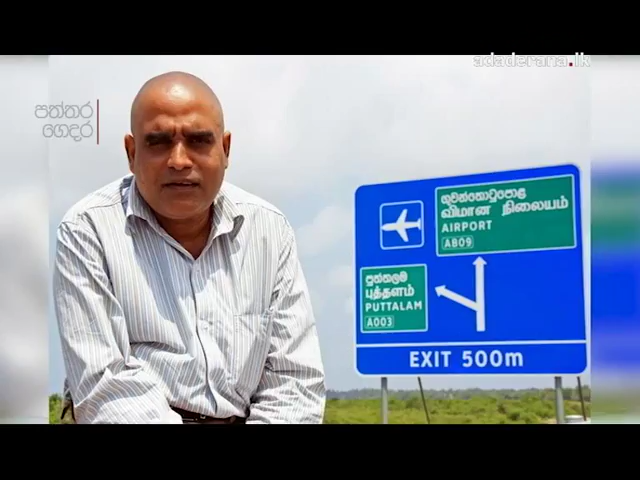 adaderana.lk
පත්තර
ගෙදර
ගුවන්තොටුපොළ
விமான நிலையம்
AIRPORT
AB09
පුත්තලම
புத்தளம்
PUTTALAM
A003
EXIT 500m